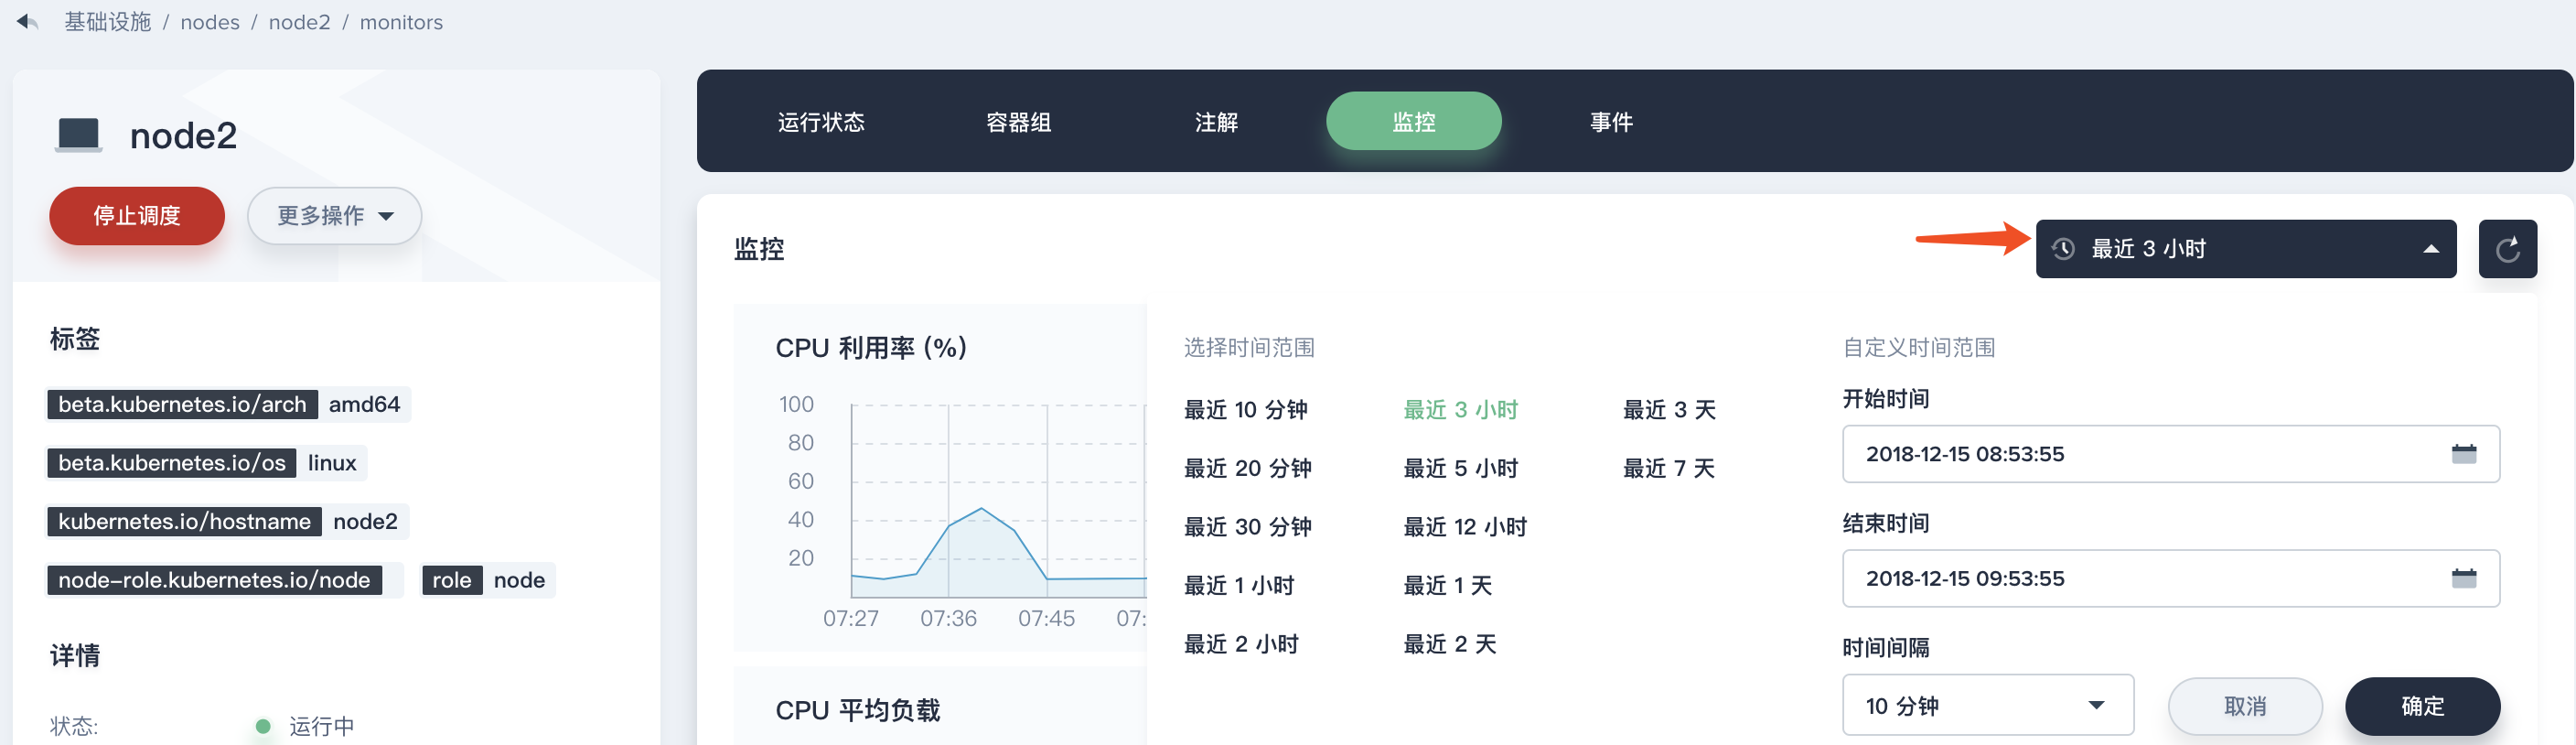 基础设施 / nodes / node2 / monitors
node2
停止调度 更多操作
标签
beta.kubernetes.io/arch amd64
beta.kubernetes.io/os linux
kubernetes.io/hostname node2
node-role.kubernetes.io/node role node
详情
状态: 运行中
运行状态 容器组 注解 监控 事件
监控
最近 3 小时
CPU 利用率 (%)
100
80
60
40
20
07:27 07:36 07:45 07:
CPU 平均负载
选择时间范围
最近 10 分钟 最近 3 小时 最近 3 天
最近 20 分钟 最近 5 小时 最近 7 天
最近 30 分钟 最近 12 小时
最近 1 小时 最近 1 天
最近 2 小时 最近 2 天
自定义时间范围
开始时间
2018-12-15 08:53:55
结束时间
2018-12-15 09:53:55
时间间隔
10 分钟 取消 确定